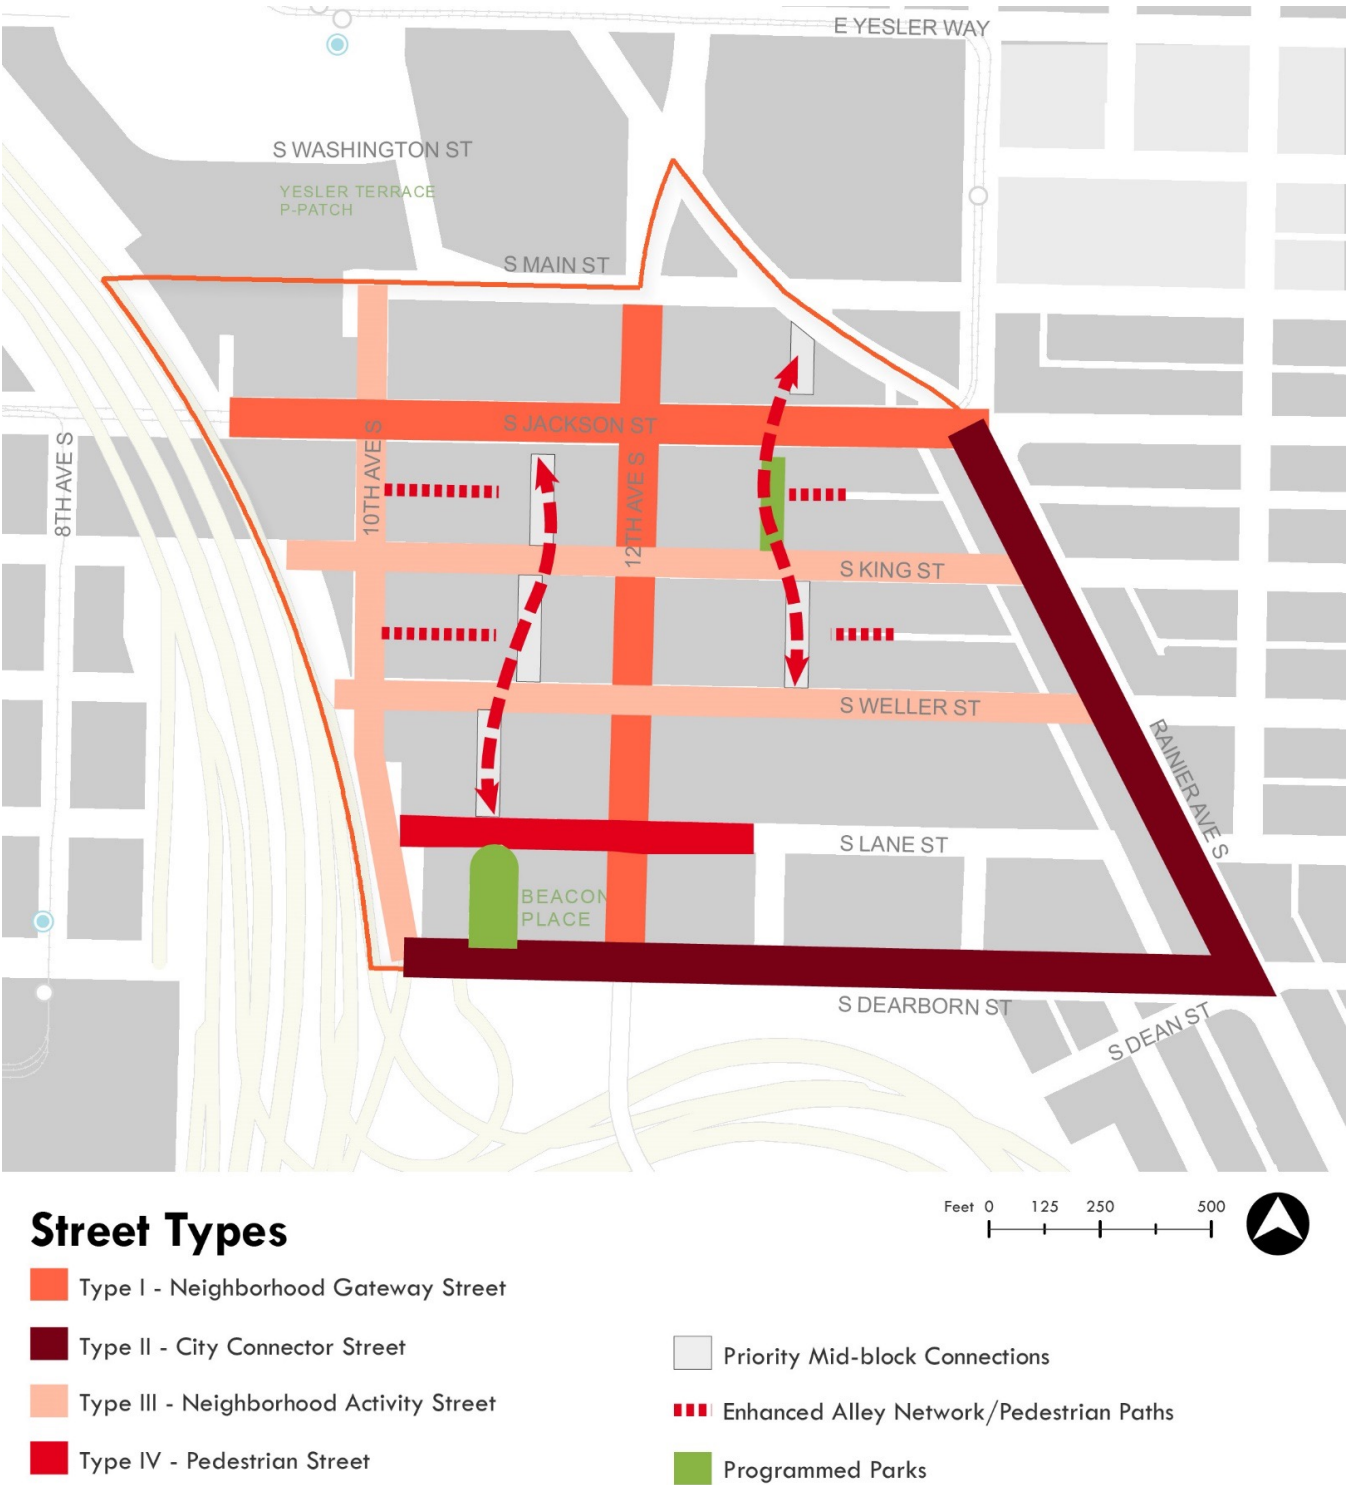 E YESLER WAY
S WASHINGTON ST
YESLER TERRACE
P-PATCH
S MAIN ST
S JACKSON ST
8TH AVE S
10TH AVE S
12TH AVE S
S KING ST
S WELLER ST
RAINIER AVE S
S LANE ST
BEACON
PLACE
S DEARBORN ST
S DEAN ST
Feet 0 125 250 500
Street Types
Type I - Neighborhood Gateway Street
Type II - City Connector Street
Type III - Neighborhood Activity Street
Type IV - Pedestrian Street
Priority Mid-block Connections
Enhanced Alley Network/Pedestrian Paths
Programmed Parks